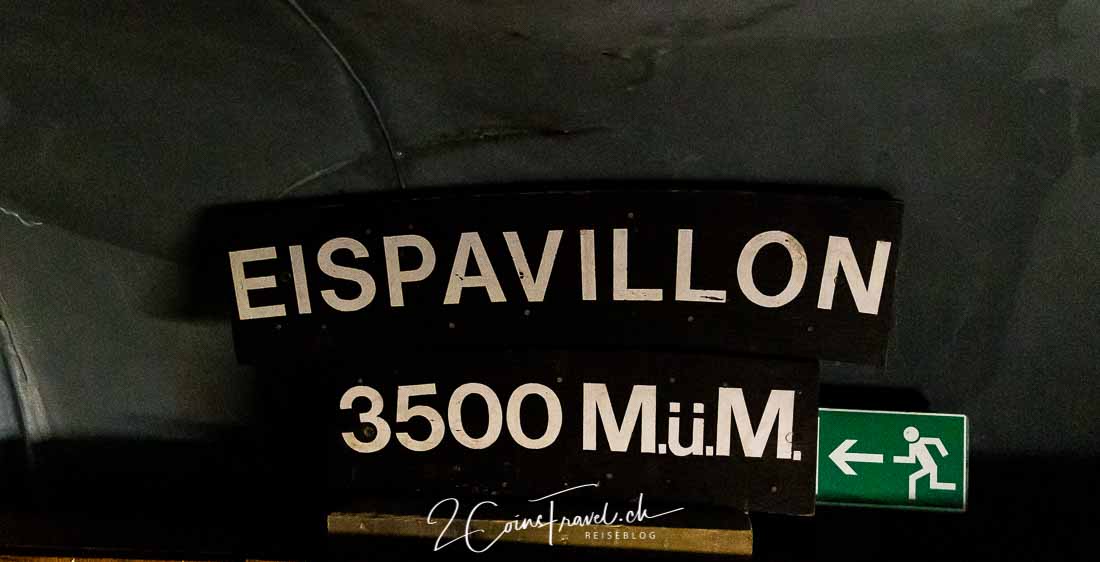 EISPAVILLON
3500 M.ü.M.
2CoinsTravel.ch
REISEBLOG